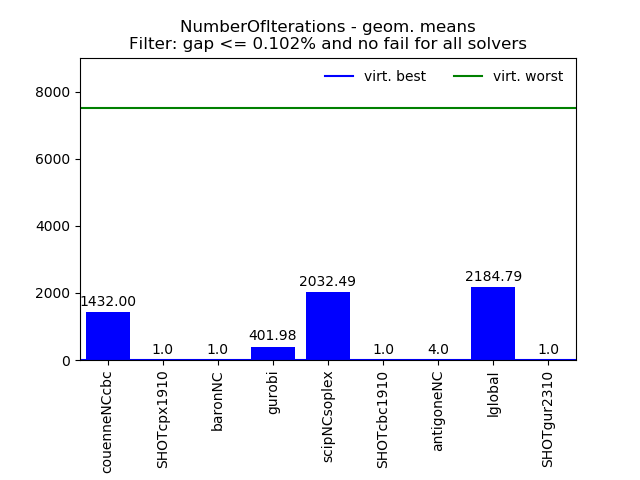 NumberOfIterations - geom. means
Filter: gap <= 0.102% and no fail for all solvers
virt. best
virt. worst
8000
6000
4000
2000
0
1432.00
1.0
1.0
401.98
2032.49
1.0
4.0
2184.79
1.0
couenneNCcbc
SHOTcpx1910
baronNC
gurobi
scipNCsoplex
SHOTcbc1910
antigoneNC
lglobal
SHOTgur2310